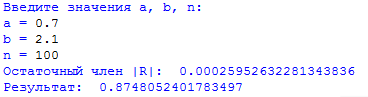 Введите значения a, b, n:
a = 0.7
b = 2.1
n = 100
Остаточный член |R|:  0.00025952632281343836
Результат:  0.8748052401783497